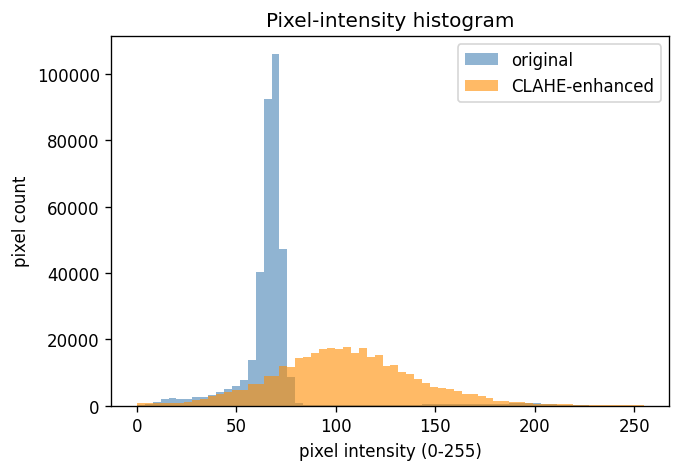 Pixel-intensity histogram
original
CLAHE-enhanced
pixel count
100000
80000
60000
40000
20000
0
0 50 100 150 200 250
pixel intensity (0-255)